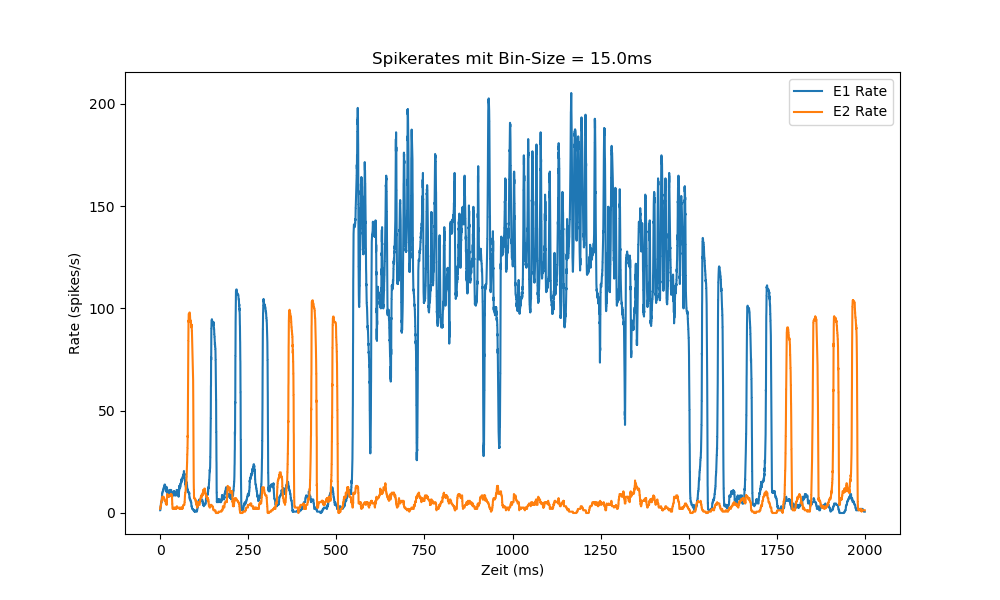 Spikerates mit Bin-Size = 15.0ms
E1 Rate
E2 Rate
Rate (spikes/s)
200
150
100
50
0
0 250 500 750 1000 1250 1500 1750 2000
Zeit (ms)